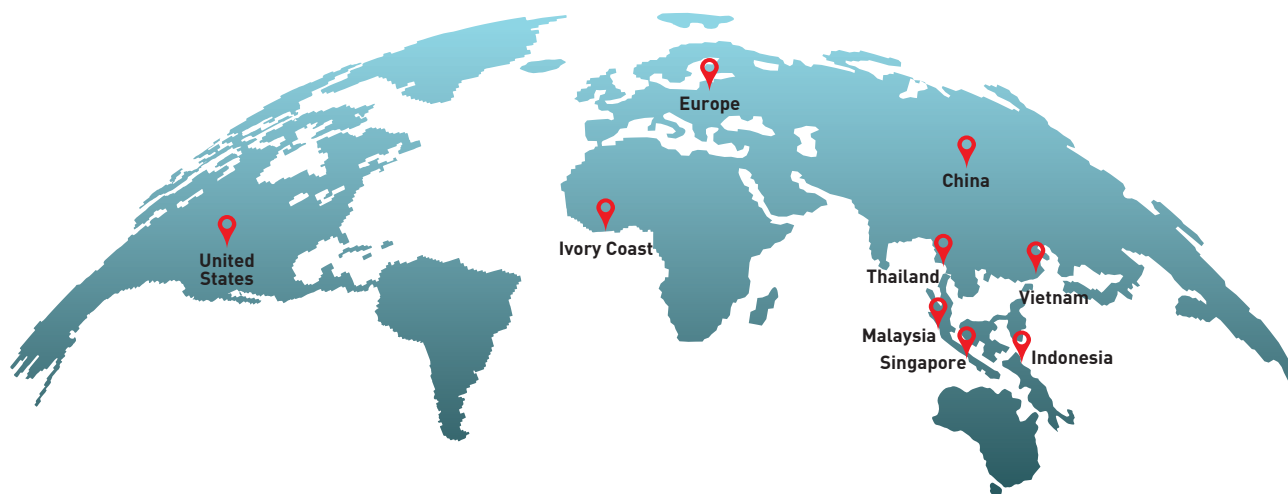 Europe
China
Ivory Coast
United
States
Thailand
Vietnam
Malaysia
Singapore
Indonesia